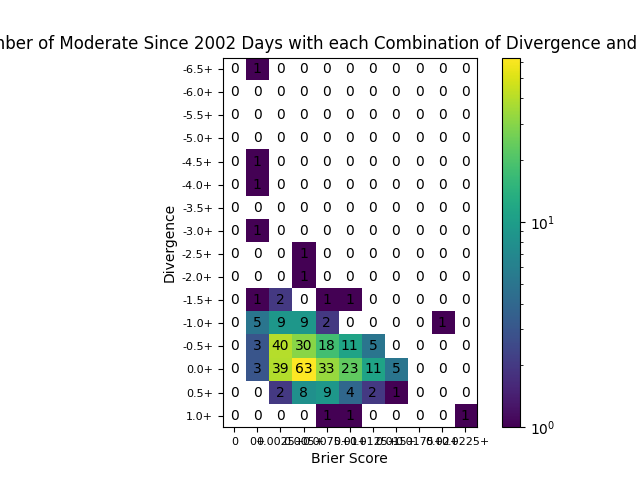 nber of Moderate Since 2002 Days with each Combination of Divergence and
-6.5+ 0 1 0 0 0 0 0 0 0 0 0
-6.0+ 0 0 0 0 0 0 0 0 0 0 0
-5.5+ 0 0 0 0 0 0 0 0 0 0 0
-5.0+ 0 0 0 0 0 0 0 0 0 0 0
-4.5+ 0 1 0 0 0 0 0 0 0 0 0
-4.0+ 0 1 0 0 0 0 0 0 0 0 0
-3.5+ 0 0 0 0 0 0 0 0 0 0 0
-3.0+ 0 1 0 0 0 0 0 0 0 0 0
-2.5+ 0 0 0 1 0 0 0 0 0 0 0
-2.0+ 0 0 0 1 0 0 0 0 0 0 0
-1.5+ 0 1 2 0 1 1 0 0 0 0 0
-1.0+ 0 5 9 9 2 0 0 0 0 1 0
-0.5+ 0 3 40 30 18 11 5 0 0 0 0
0.0+ 0 3 39 63 33 23 11 5 0 0 0
0.5+ 0 0 2 8 9 4 2 1 0 0 0
1.0+ 0 0 0 0 1 1 0 0 0 0 1
0
Brier Score
Divergence
10¹
10⁰